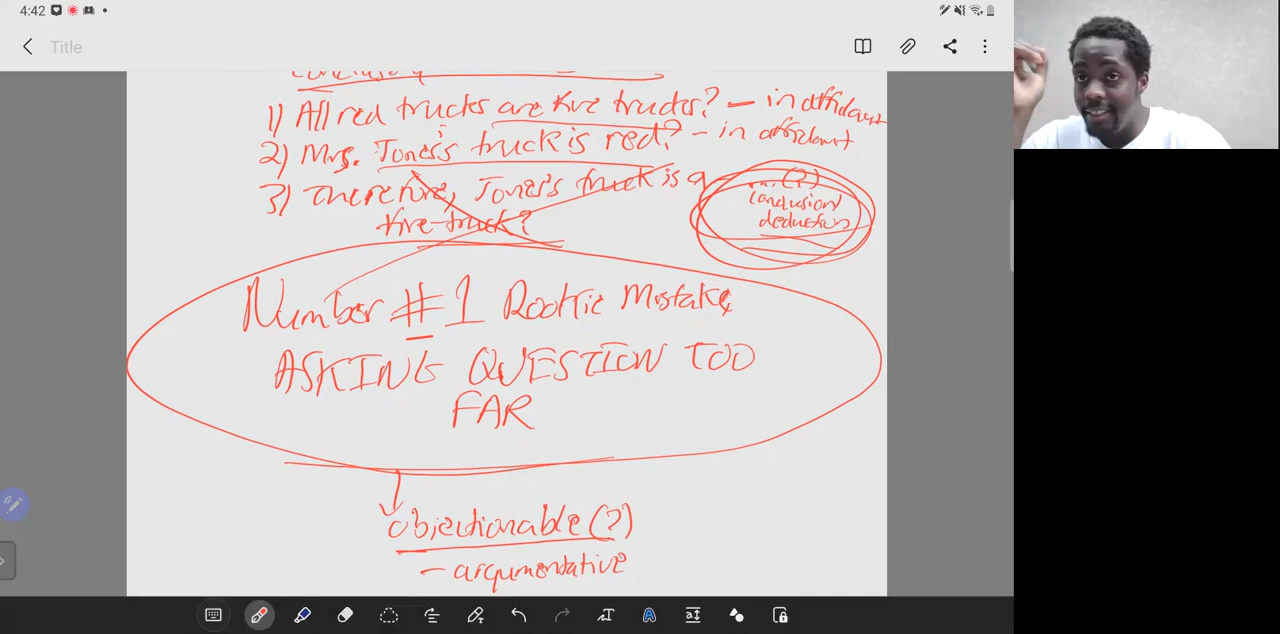 4:42
Title
1) All red trucks are fire trucks? - in affidavit
2) Mrs. Jones's truck is red? - in affidavit
3) Therefore, Jones's truck is a
fire-truck?
(?)
conclusion/
deduction
Number #1 Rookie Mistake
ASKING QUESTION TOO
FAR
objectionable (?)
- argumentative